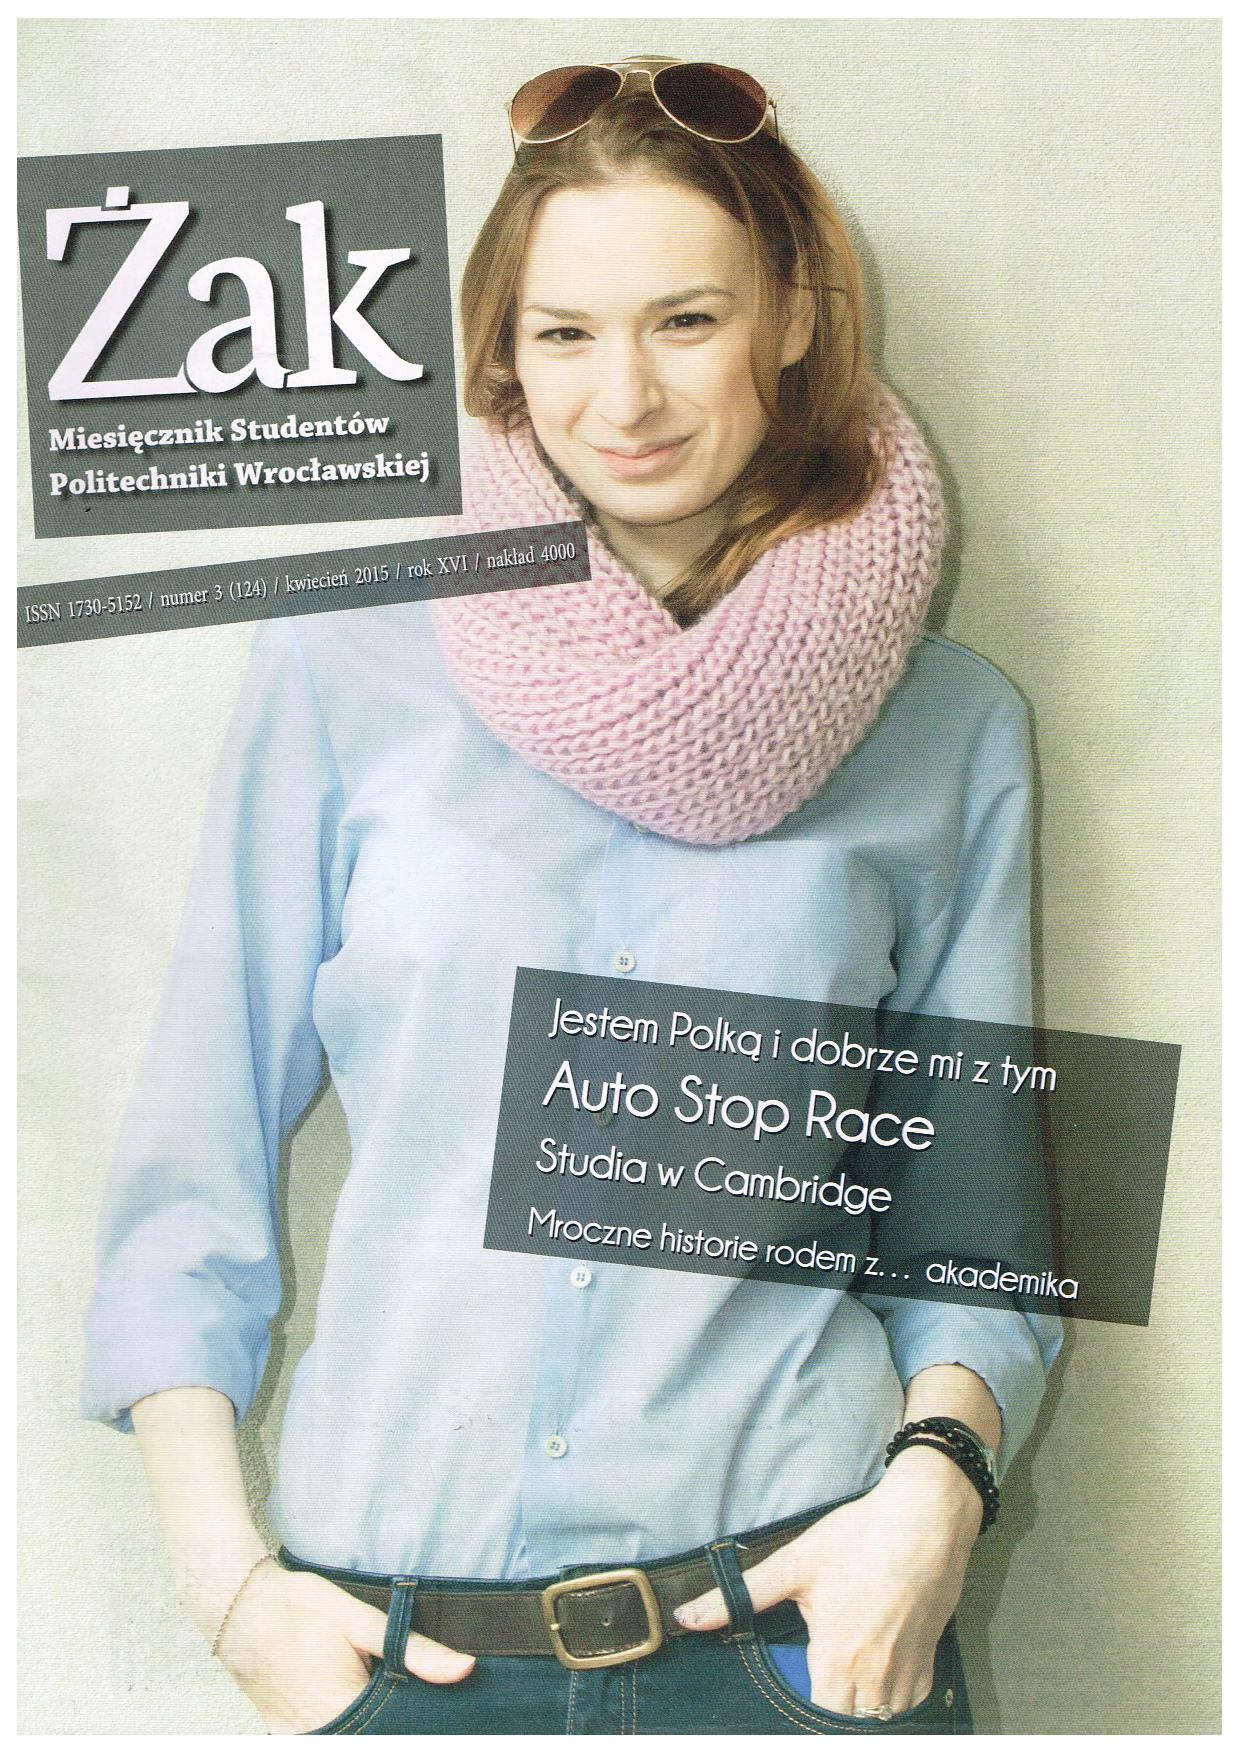 Żak
Miesięcznik Studentów
Politechniki Wrocławskiej
ISSN 1730-5152 / numer 3 (124) / kwiecień 2015 / rok XVI / nakład 4000
Jestem Polką i dobrze mi z tym
Auto Stop Race
Studia w Cambridge
Mroczne historie rodem z... akademika